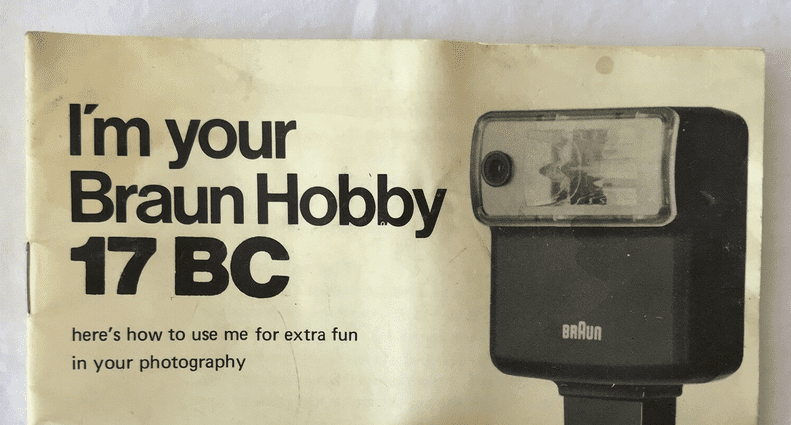 I'm your
Braun Hobby
17 BC
here's how to use me for extra fun
in your photography
BRAUN